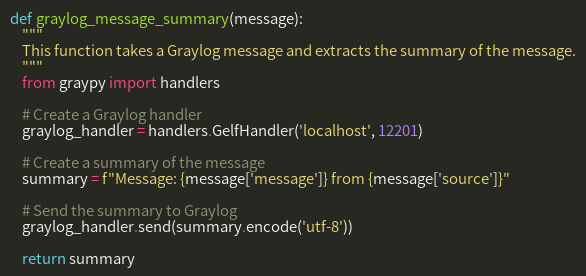 def graylog_message_summary(message):
    """
    This function takes a Graylog message and extracts the summary of the message.
    """
    from graypy import handlers

    # Create a Graylog handler
    graylog_handler = handlers.GelfHandler('localhost', 12201)

    # Create a summary of the message
    summary = f"Message: {message['message']} from {message['source']}"

    # Send the summary to Graylog
    graylog_handler.send(summary.encode('utf-8'))

    return summary